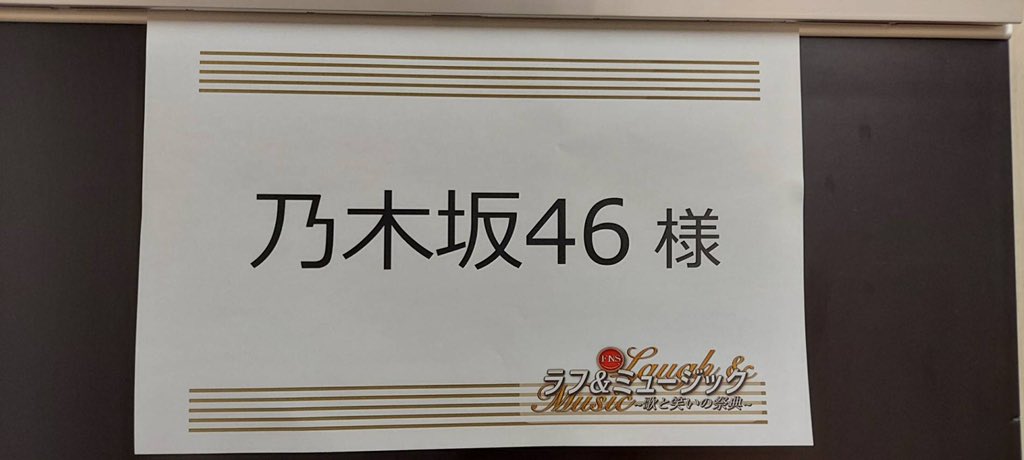 乃木坂46 様
FNS
Laugh &
ラフ&ミュージック
Music
~歌と笑いの祭典~